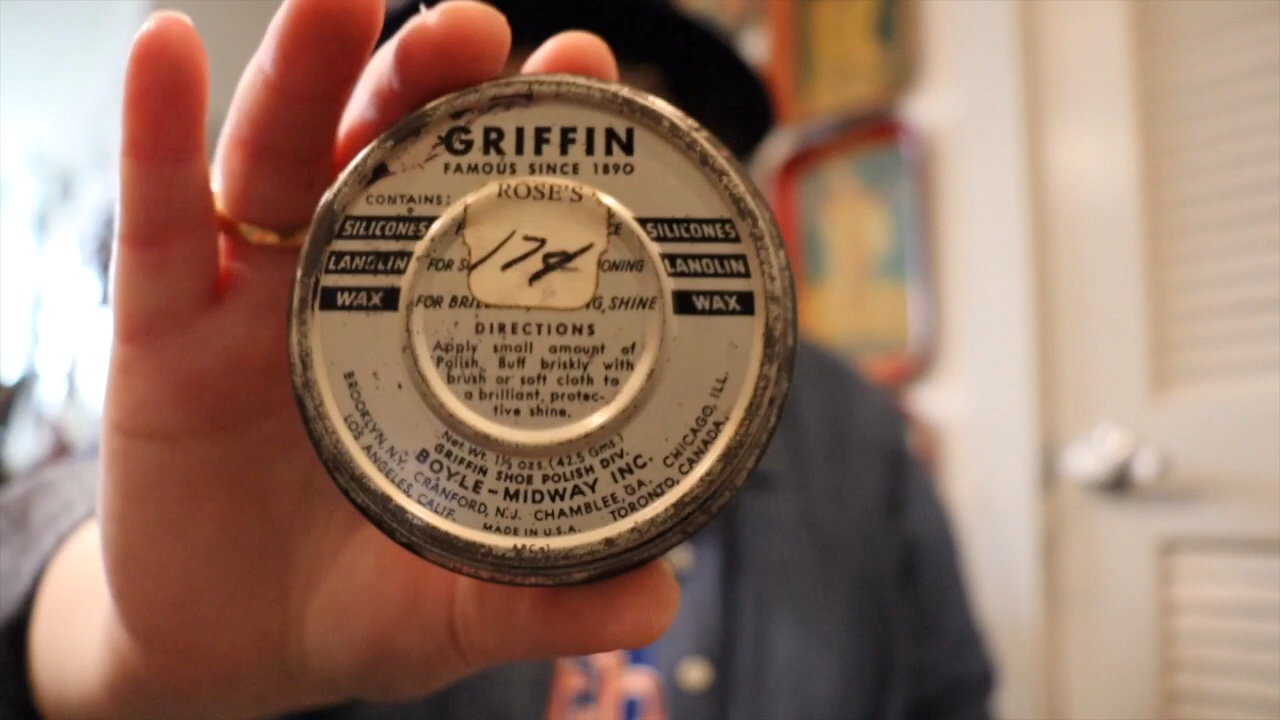 GRIFFIN
FAMOUS SINCE 1890
CONTAINS:
ROSE'S
17¢
SILICONES
SILICONES
LANOLIN
FOR
LANOLIN
WAX
FOR SHINE
WAX
DIRECTIONS
Apply small amount of
Polish. Buff briskly with
brush or soft cloth to
a brilliant, protec-
tive shine.
Net Wt. 1½ ozs. (42.5 Gms.)
GRIFFIN SHOE POLISH DIV.
BOYLE-MIDWAY INC.
BROOKLYN, N.Y. CRANFORD, N.J. CHAMBLEE, GA. CHICAGO, ILL.
LOS ANGELES, CALIF. TORONTO, CANADA.
MADE IN U.S.A.